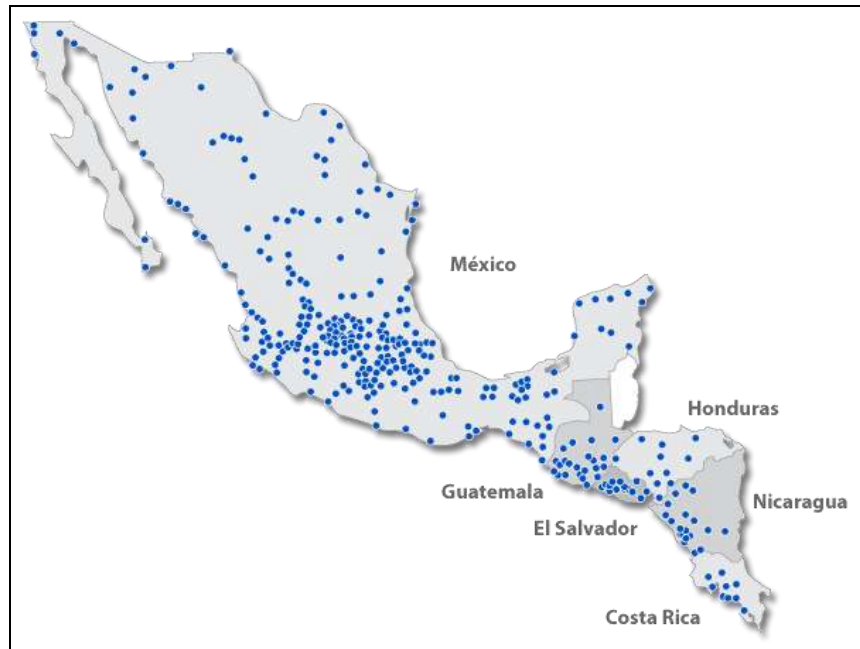 México
Honduras
Guatemala
Nicaragua
El Salvador
Costa Rica